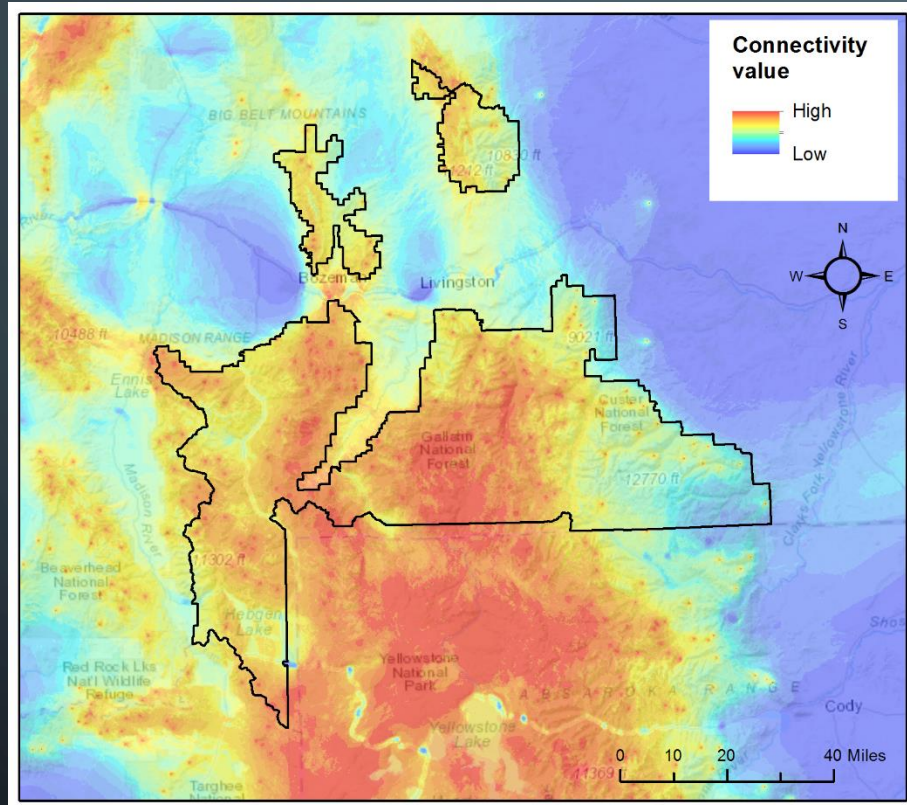 Connectivity
value
High
Low
BIG BELT MOUNTAINS
10830 ft
River
Bozeman
Livingston
N
W E
S
10488 ft
MADISON RANGE
9021 ft
Ennis
Lake
Custer
National
Forest
Gallatin
National
Forest
Madison River
12770 ft
Clarks Fork Yellowstone River
11302 ft
Beaverhead
National
Forest
Hebgen
Lake
Red Rock Lks
Nat'l Wildlife
Refuge
Yellowstone
National
Park
ABSAROKA RANGE
Yellowstone
Lake
Cody
0 10 20 40 Miles
Targhee
11369